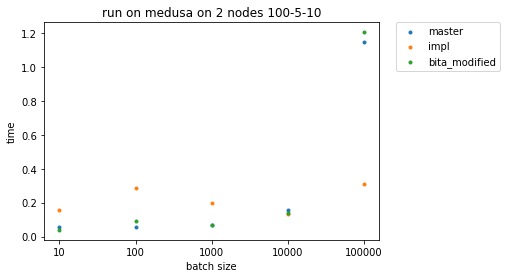 run on medusa on 2 nodes 100-5-10
master
impl
bita_modified
1.2
1.0
0.8
0.6
0.4
0.2
0.0
time
10 100 1000 10000 100000
batch size